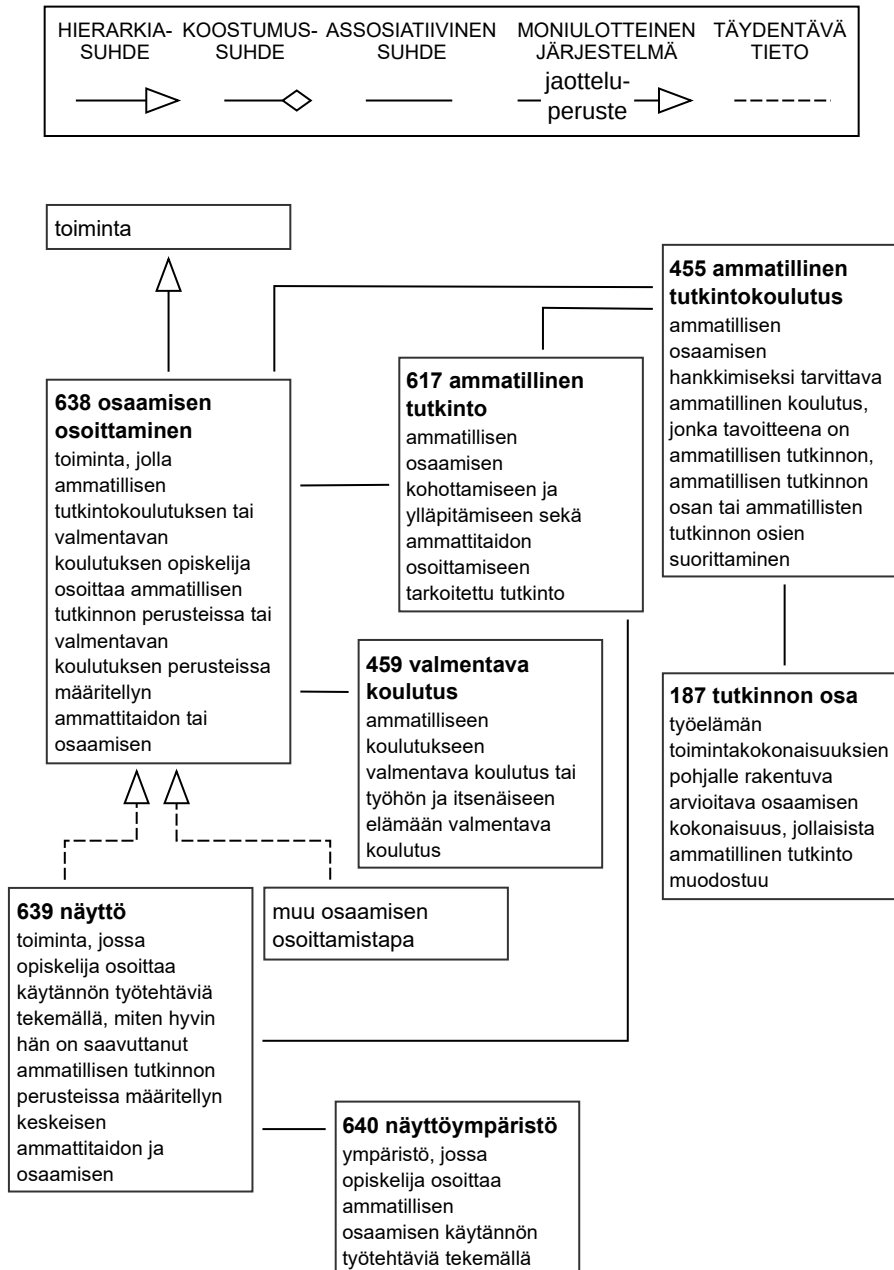 HIERARKIA-
SUHDE
KOOSTUMUS-
SUHDE
ASSOSIATIIVINEN
SUHDE
MONIULOTTEINEN
JÄRJESTELMÄ
TÄYDENTÄVÄ
TIETO
jaottelu-
peruste
toiminta
455 ammatillinen
tutkintokoulutus
ammatillisen
osaamisen
hankkimiseksi tarvittava
ammatillinen koulutus,
jonka tavoitteena on
ammatillisen tutkinnon,
ammatillisen tutkinnon
osan tai ammatillisten
tutkinnon osien
suorittaminen
638 osaamisen
osoittaminen
toiminta, jolla
ammatillisen
tutkintokoulutuksen tai
valmentavan
koulutuksen opiskelija
osoittaa ammatillisen
tutkinnon perusteissa tai
valmentavan
koulutuksen perusteissa
määritellyn
ammattitaidon tai
osaamisen
617 ammatillinen
tutkinto
ammatillisen
osaamisen
kohottamiseen ja
ylläpitämiseen sekä
ammattitaidon
osoittamiseen
tarkoitettu tutkinto
459 valmentava
koulutus
ammatilliseen
koulutukseen
valmentava koulutus tai
työhön ja itsenäiseen
elämään valmentava
koulutus
187 tutkinnon osa
työelämän
toimintakokonaisuuksien
pohjalle rakentuva
arvioitava osaamisen
kokonaisuus, jollaisista
ammatillinen tutkinto
muodostuu
639 näyttö
toiminta, jossa
opiskelija osoittaa
käytännön työtehtäviä
tekemällä, miten hyvin
hän on saavuttanut
ammatillisen tutkinnon
perusteissa määritellyn
keskeisen
ammattitaidon ja
osaamisen
muu osaamisen
osoittamistapa
640 näyttöympäristö
ympäristö, jossa
opiskelija osoittaa
ammatillisen
osaamisen käytännön
työtehtäviä tekemällä